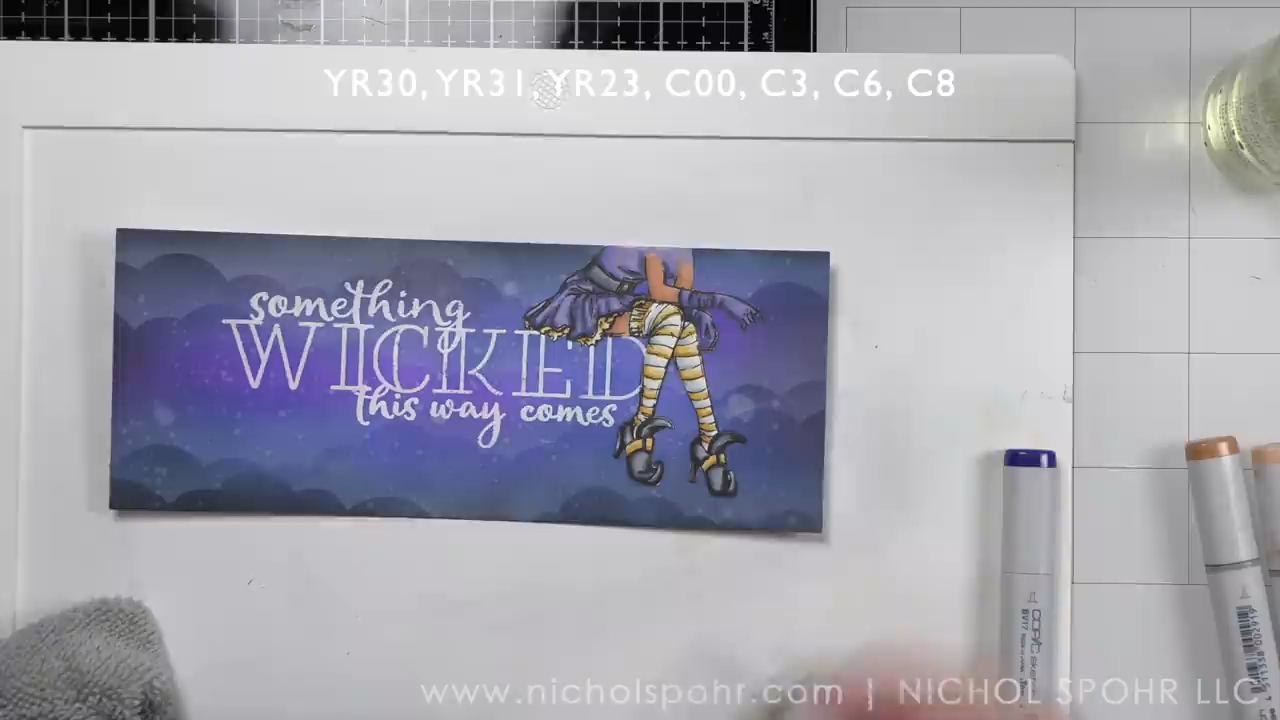 YR30, YR31, YR23, C00, C3, C6, C8
something
WICKED
this way comes
BV17
COPIC
www.nicholspohr.com | NICHOL SPOHR LLC